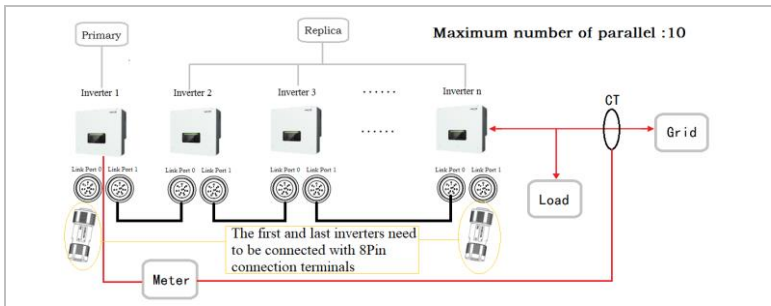 Primary
Replica
Maximum number of parallel :10
Inverter 1
Inverter 2
Inverter 3
......
Inverter n
......
CT
Grid
Link Port 0
Link Port 1
Link Port 0
Link Port 1
Link Port 0
Link Port 1
Link Port 0
Link Port 1
Load
The first and last inverters need
to be connected with 8Pin
connection terminals
Meter